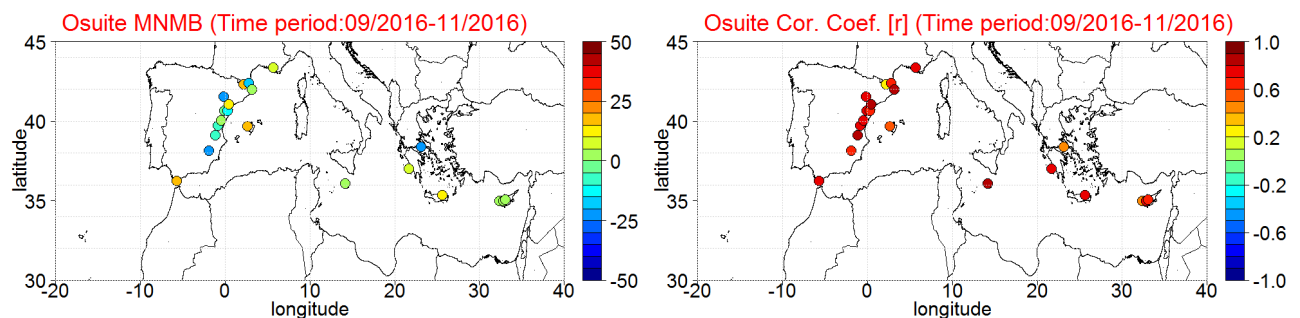 Osuite MNMB (Time period:09/2016-11/2016)
45
40
35
30
latitude
-20 -10 0 10 20 30 40
longitude
50
25
0
-25
-50
Osuite Cor. Coef. [r] (Time period:09/2016-11/2016)
45
40
35
30
latitude
-20 -10 0 10 20 30 40
longitude
1.0
0.6
0.2
-0.2
-0.6
-1.0